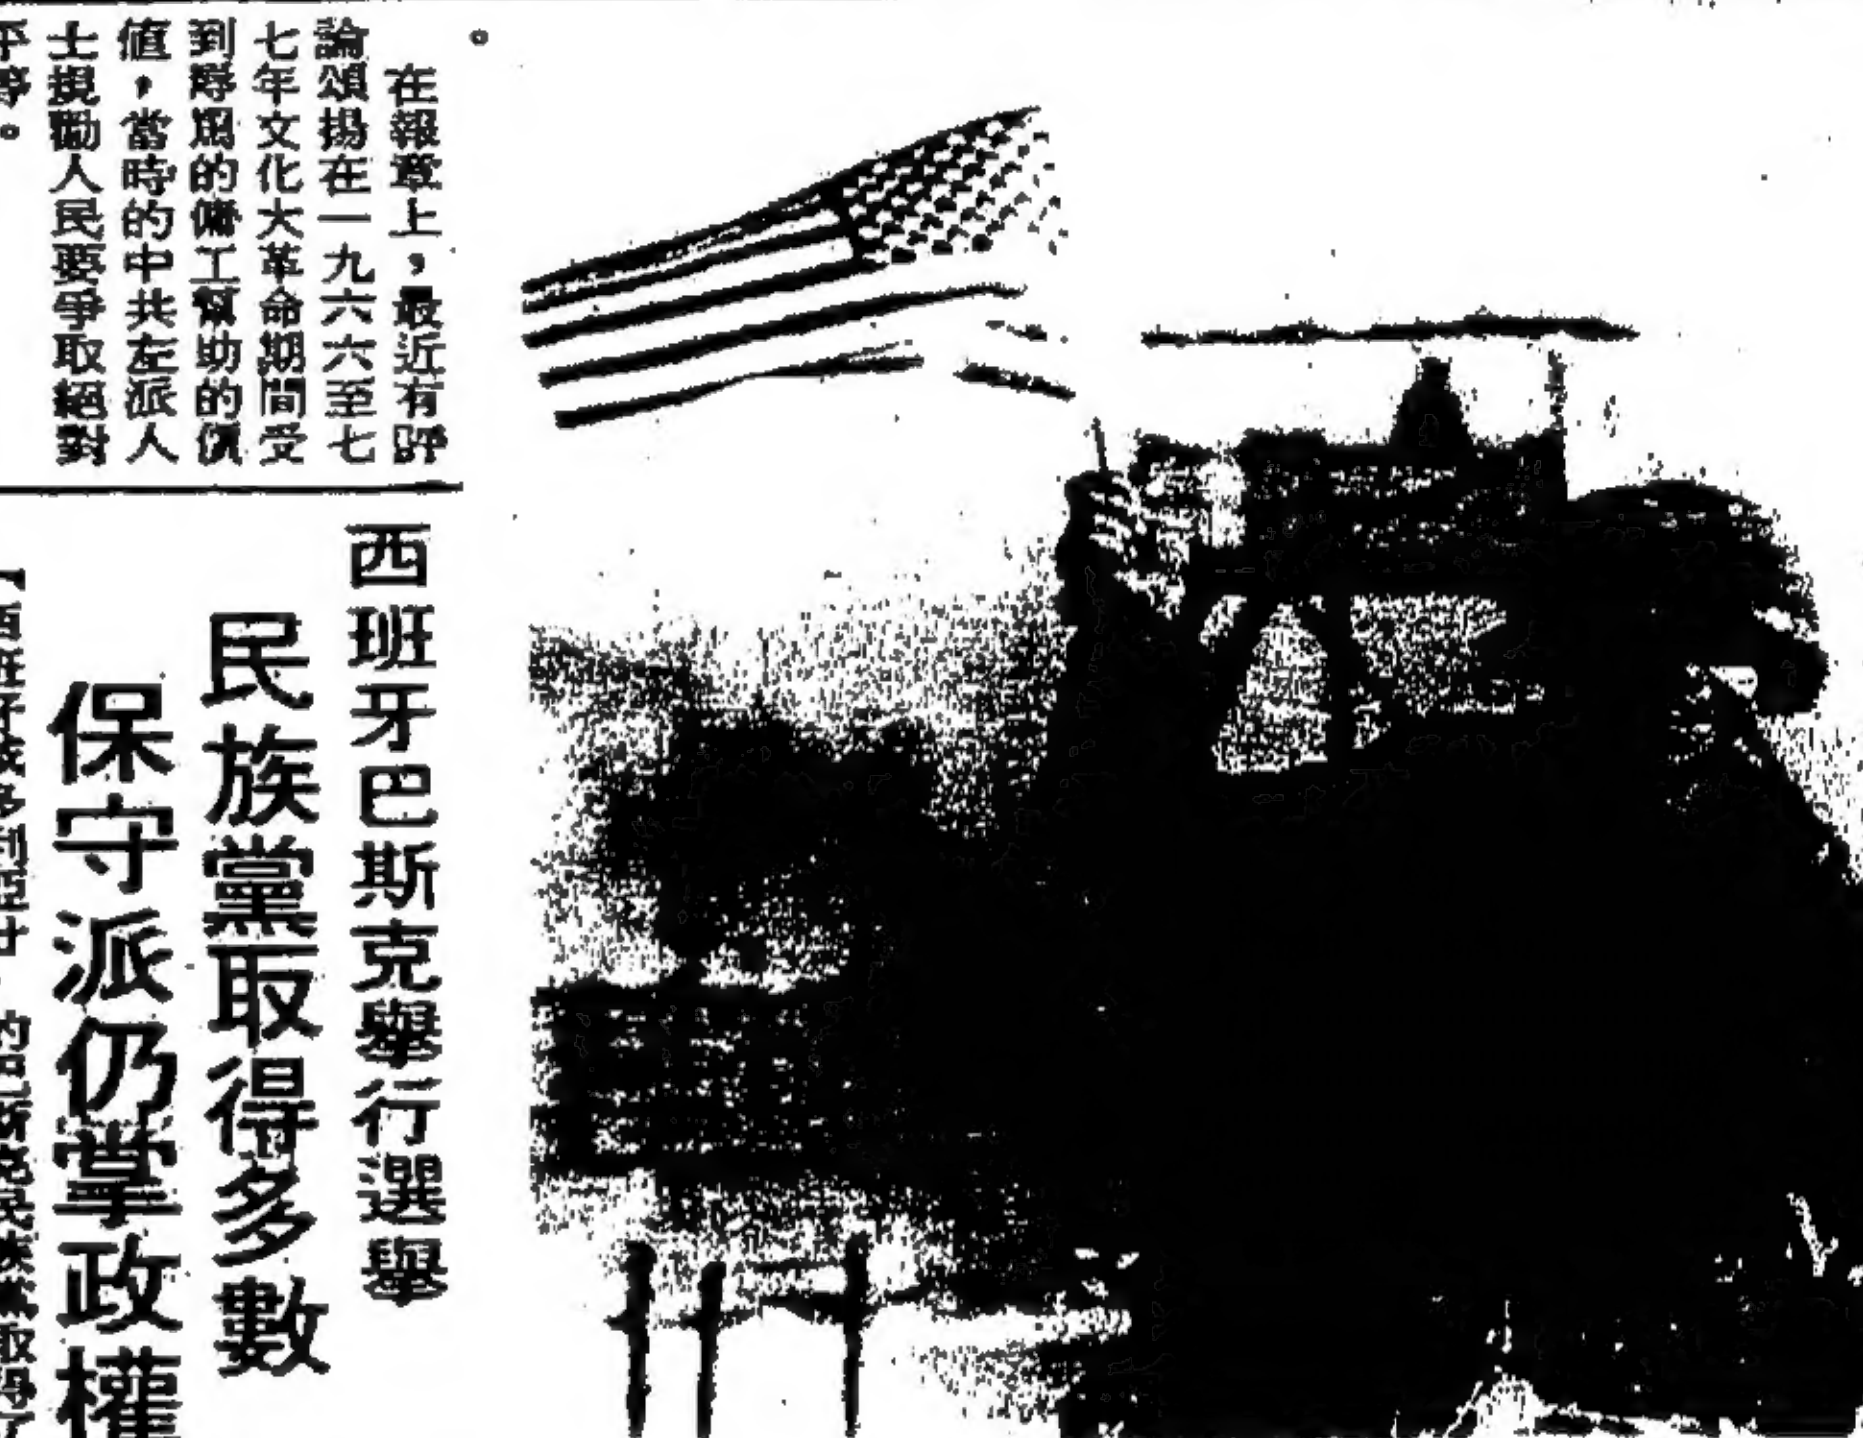 。
在報章上，最近有評
論頌揚在一九六六至七
七年文化大革命期間受
到辱罵的傭工幫助的價
值，當時的中共左派人
士規勸人民要爭取絕對
平等。
西班牙巴斯克舉行選舉
民族黨取得多數
保守派仍掌政權